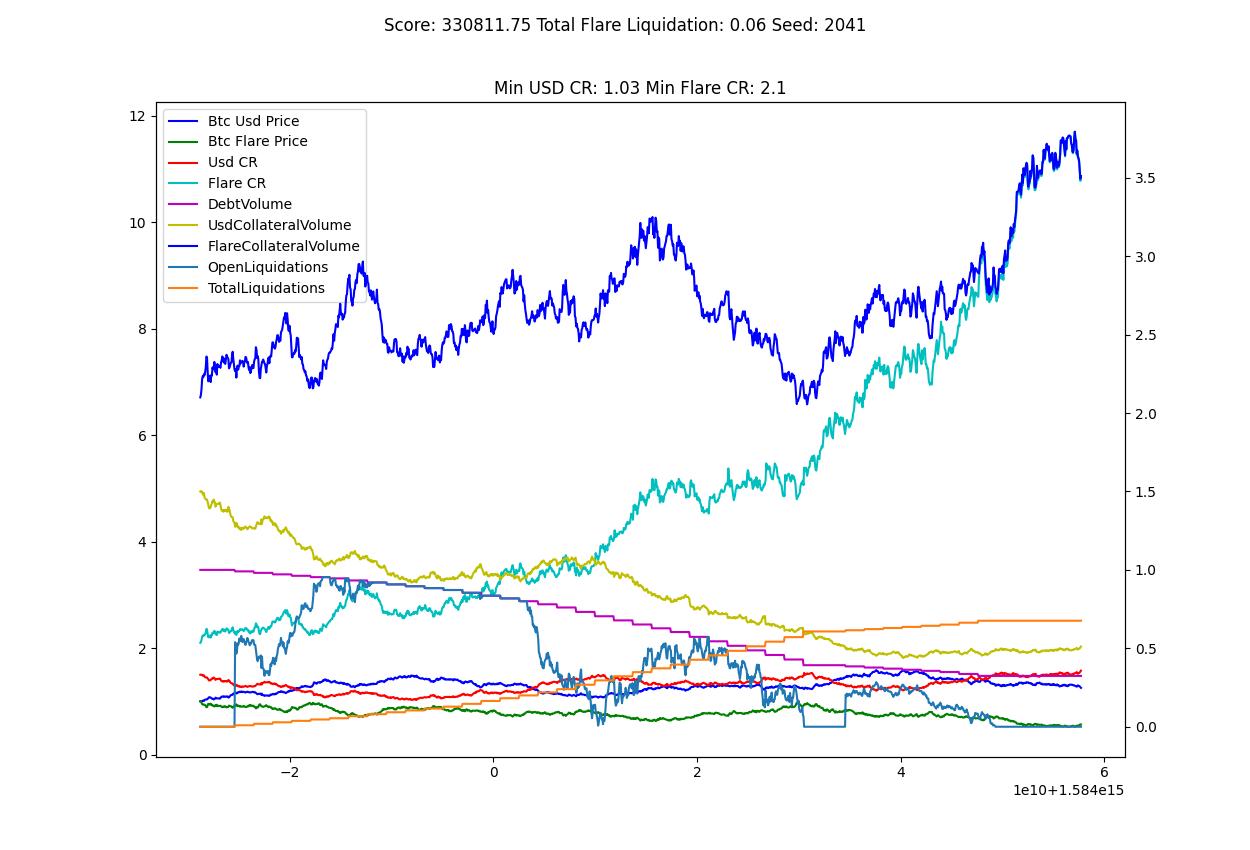 Score: 330811.75 Total Flare Liquidation: 0.06 Seed: 2041
Min USD CR: 1.03 Min Flare CR: 2.1
Btc Usd Price
Btc Flare Price
Usd CR
Flare CR
DebtVolume
UsdCollateralVolume
FlareCollateralVolume
OpenLiquidations
TotalLiquidations
12
10
8
6
4
2
0
3.5
3.0
2.5
2.0
1.5
1.0
0.5
0.0
−2 0 2 4 6
1e10+1.584e15